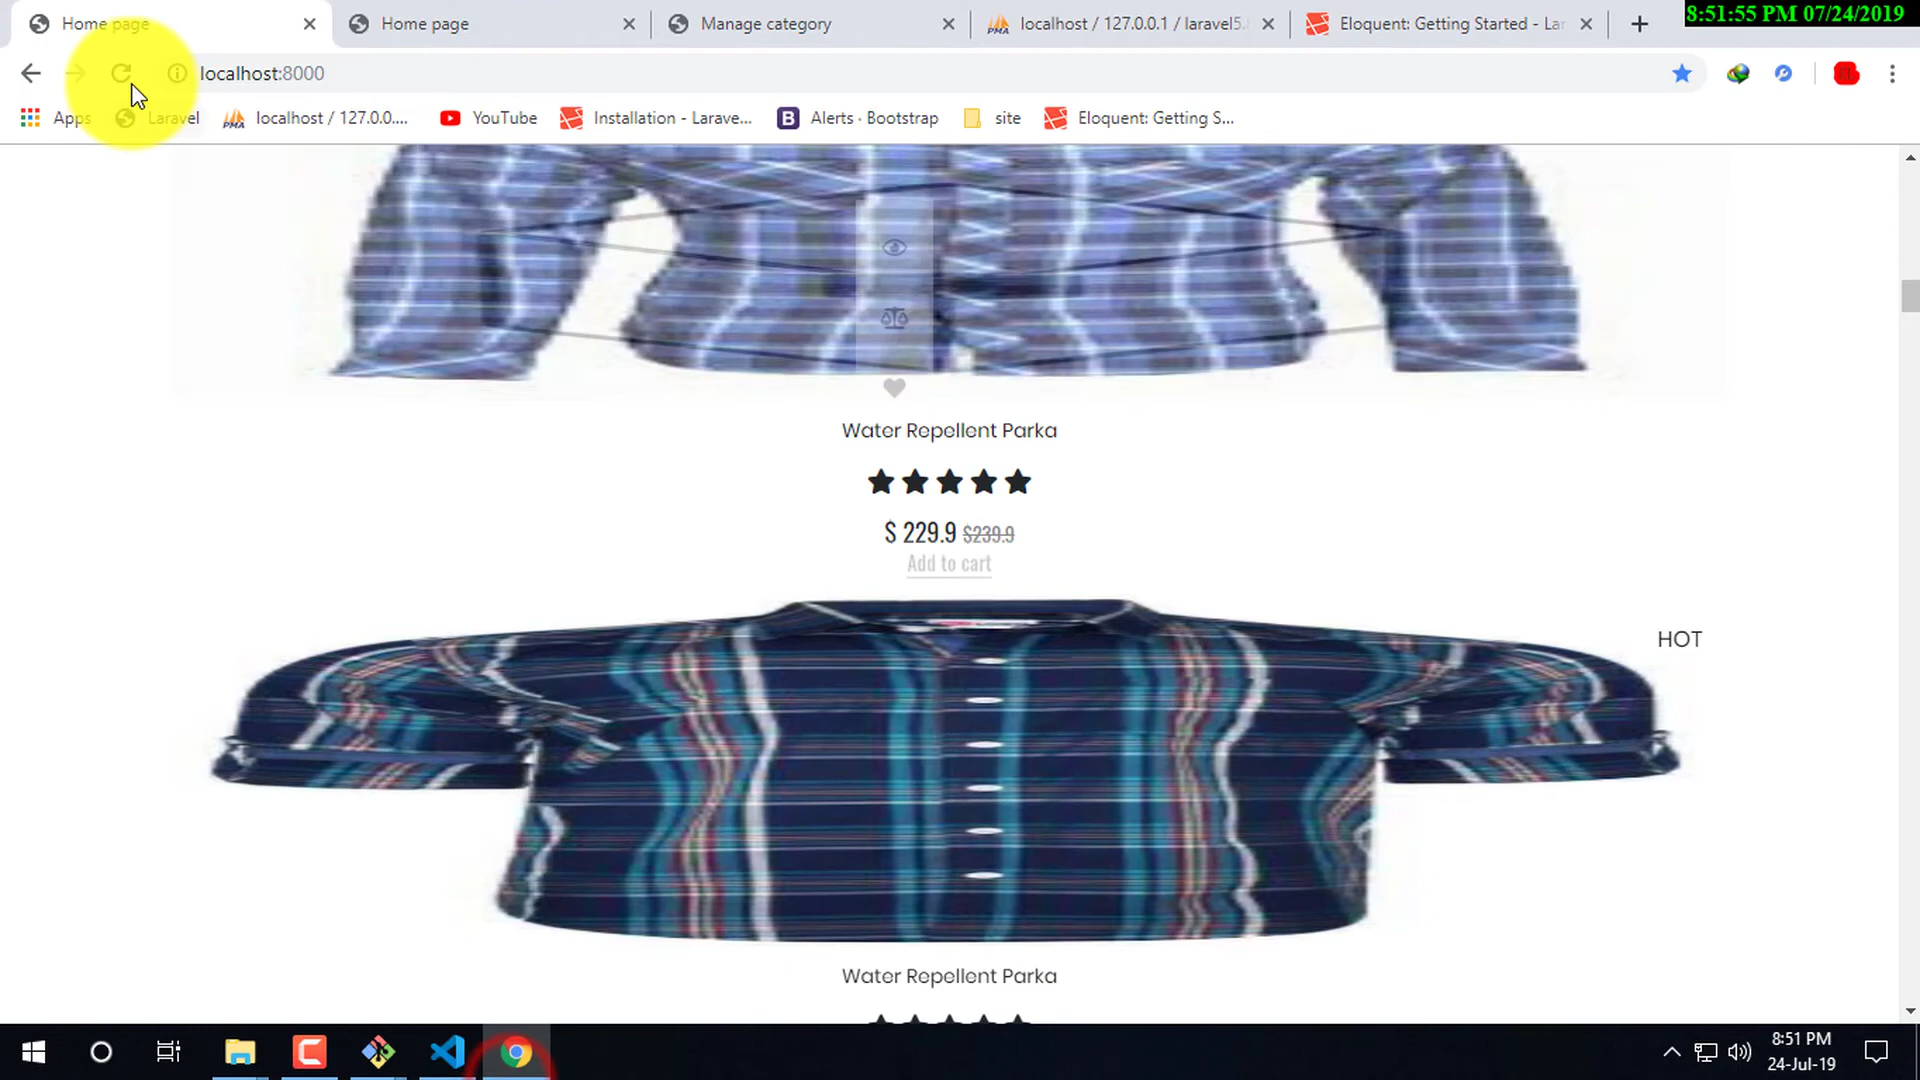 Home page
Home page
Manage category
localhost / 127.0.0.1 / laravel5.
Eloquent: Getting Started - Lar
8:51:55 PM 07/24/2019
localhost:8000
Apps
Laravel
localhost / 127.0.0....
YouTube
Installation - Larave...
Alerts · Bootstrap
site
Eloquent: Getting S...
Water Repellent Parka
$ 229.9 $239.9
Add to cart
HOT
Water Repellent Parka
8:51 PM
24-Jul-19